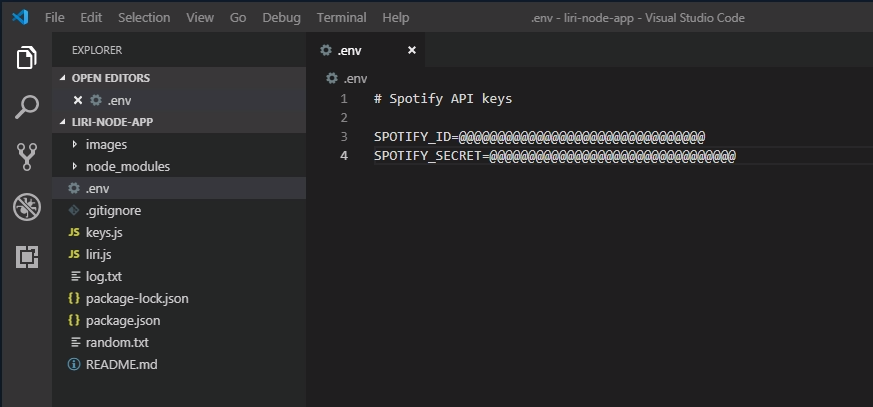 File Edit Selection View Go Debug Terminal Help .env - liri-node-app - Visual Studio Code
EXPLORER
OPEN EDITORS
.env
LIRI-NODE-APP
images
node_modules
.env
.gitignore
JS keys.js
JS liri.js
log.txt
{} package-lock.json
{} package.json
random.txt
README.md
.env
.env
1 # Spotify API keys
2
3 SPOTIFY_ID=@@@@@@@@@@@@@@@@@@@@@@@@@@@@@@@@
4 SPOTIFY_SECRET=@@@@@@@@@@@@@@@@@@@@@@@@@@@@@@@@